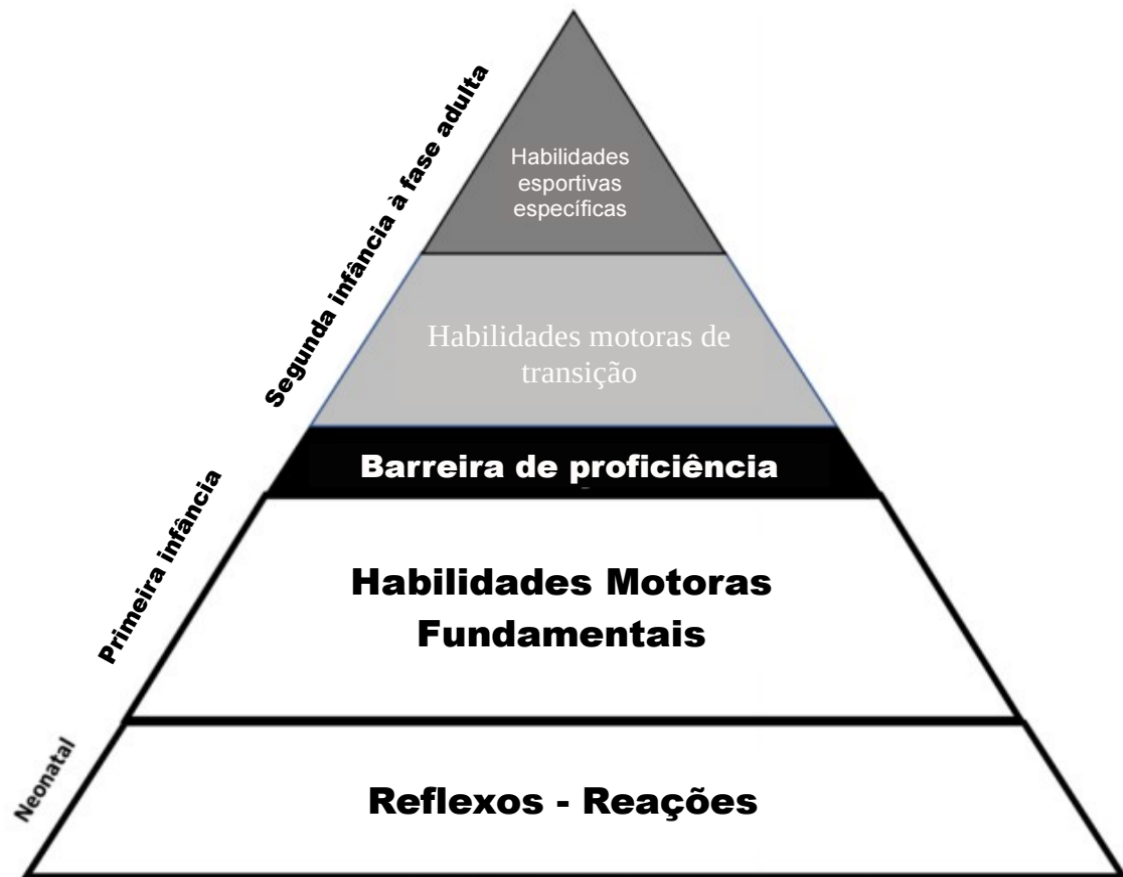 Segunda infância à fase adulta
Habilidades
esportivas
específicas
Habilidades motoras de
transição
Barreira de proficiência
Primeira infância
Habilidades Motoras
Fundamentais
Neonatal
Reflexos - Reações